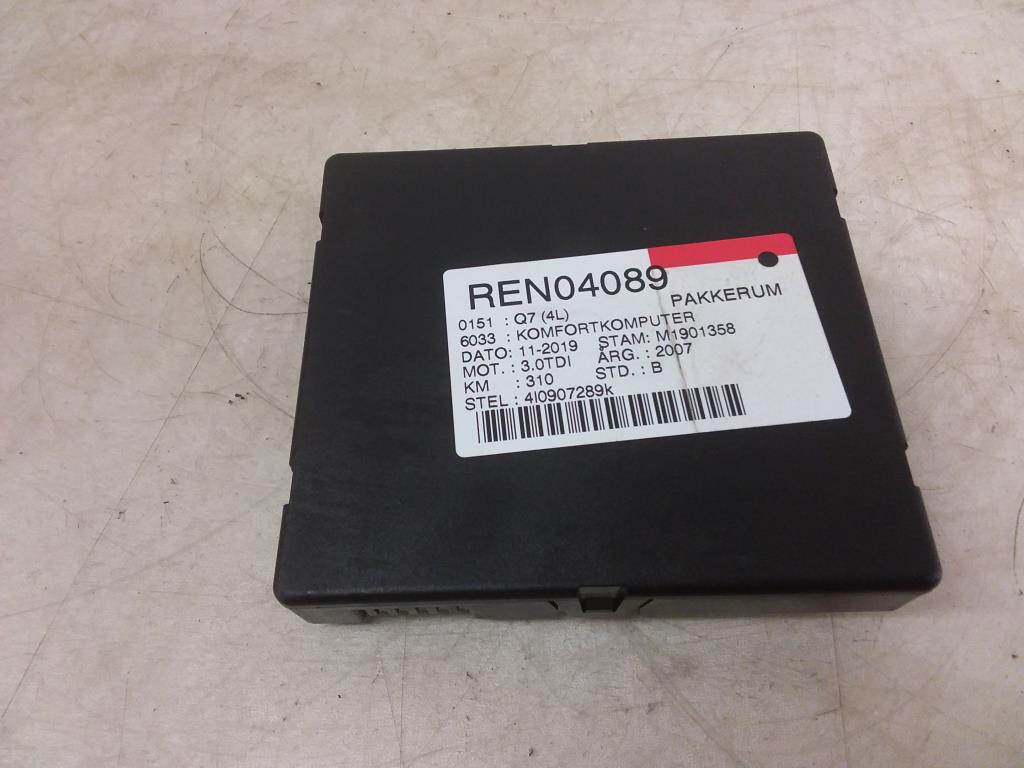 REN04089
PAKKERUM
0151 : Q7 (4L)
6033 : KOMFORTKOMPUTER
DATO: 11-2019 STAM: M1901358
MOT. : 3.0TDI ÅRG. : 2007
KM : 310 STD. : B
STEL : 4l0907289k